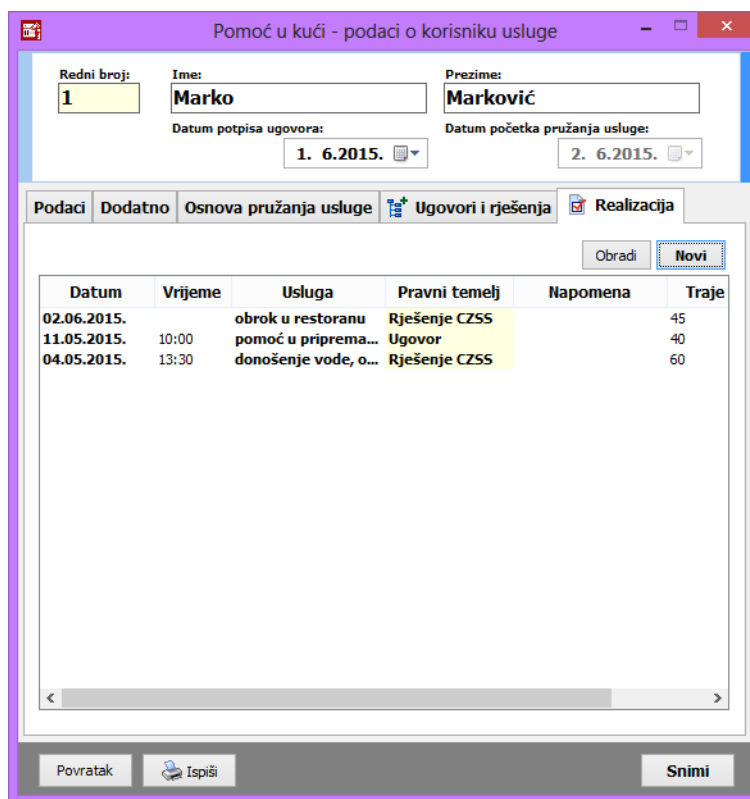 Pomoć u kući - podaci o korisniku usluge
Redni broj: Ime: Prezime:
1 Marko Marković
Datum potpisa ugovora: Datum početka pružanja usluge:
1. 6.2015. 2. 6.2015.
Podaci Dodatno Osnova pružanja usluge Ugovori i rješenja Realizacija
Obradi Novi
Datum Vrijeme Usluga Pravni temelj Napomena Traje
02.06.2015. obrok u restoranu Rješenje CZSS 45
11.05.2015. 10:00 pomoć u priprema... Ugovor 40
04.05.2015. 13:30 donošenje vode, o... Rješenje CZSS 60
Povratak Ispiši Snimi